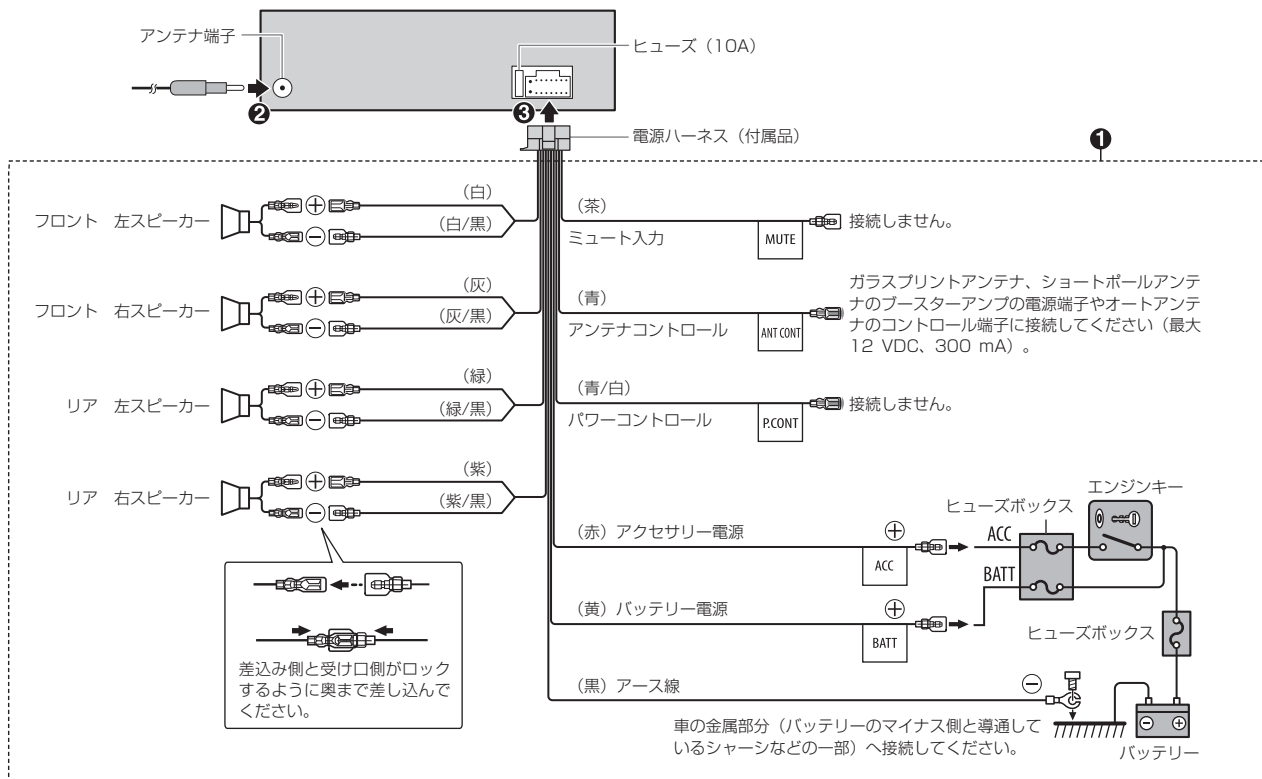 アンテナ端子
ヒューズ（10A）
❷
❸
電源ハーネス（付属品）
❶
フロント　左スピーカー
（白）
（白/黒）
（茶）
ミュート入力
MUTE
接続しません。
フロント　右スピーカー
（灰）
（灰/黒）
（青）
アンテナコントロール
ANT CONT
ガラスプリントアンテナ、ショートポールアンテ
ナのブースターアンプの電源端子やオートアンテ
ナのコントロール端子に接続してください（最大
12 VDC、300 mA）。
リア　左スピーカー
（緑）
（緑/黒）
（青/白）
パワーコントロール
P.CONT
接続しません。
リア　右スピーカー
（紫）
（紫/黒）
（赤）アクセサリー電源
ACC
ACC
BATT
ヒューズボックス
エンジンキー
（黄）バッテリー電源
BATT
ヒューズボックス
差込み側と受け口側がロック
するように奥まで差し込んで
ください。
（黒）アース線
車の金属部分（バッテリーのマイナス側と導通して
いるシャーシなどの一部）へ接続してください。
バッテリー